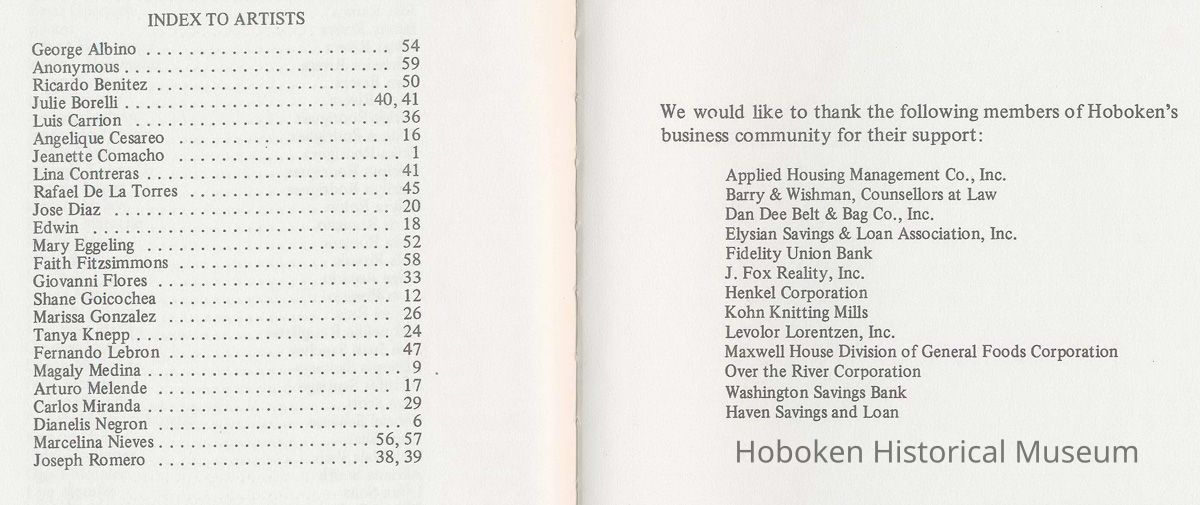 INDEX TO ARTISTS
George Albino . . . . . . . . . . . . . . . . . . . . . . . 54
Anonymous . . . . . . . . . . . . . . . . . . . . . . . . . 59
Ricardo Benitez . . . . . . . . . . . . . . . . . . . . . . 50
Julie Borelli . . . . . . . . . . . . . . . . . . . . . . . . 40, 41
Luis Carrion . . . . . . . . . . . . . . . . . . . . . . . . 36
Angelique Cesareo . . . . . . . . . . . . . . . . . . . . 16
Jeanette Comacho . . . . . . . . . . . . . . . . . . . . . 1
Lina Contreras . . . . . . . . . . . . . . . . . . . . . . . 41
Rafael De La Torres . . . . . . . . . . . . . . . . . . . 45
Jose Diaz . . . . . . . . . . . . . . . . . . . . . . . . . . 20
Edwin . . . . . . . . . . . . . . . . . . . . . . . . . . . . 18
Mary Eggeling . . . . . . . . . . . . . . . . . . . . . . . 52
Faith Fitzsimmons . . . . . . . . . . . . . . . . . . . . 58
Giovanni Flores . . . . . . . . . . . . . . . . . . . . . . 33
Shane Goicochea . . . . . . . . . . . . . . . . . . . . . 12
Marissa Gonzalez . . . . . . . . . . . . . . . . . . . . . 26
Tanya Knepp . . . . . . . . . . . . . . . . . . . . . . . . 24
Fernando Lebron . . . . . . . . . . . . . . . . . . . . . 47
Magaly Medina . . . . . . . . . . . . . . . . . . . . . . . 9
Arturo Melende . . . . . . . . . . . . . . . . . . . . . . 17
Carlos Miranda . . . . . . . . . . . . . . . . . . . . . . . 29
Dianelis Negron . . . . . . . . . . . . . . . . . . . . . . 6
Marcelina Nieves . . . . . . . . . . . . . . . . . . . . . 56, 57
Joseph Romero . . . . . . . . . . . . . . . . . . . . . . 38, 39
We would like to thank the following members of Hoboken's
business community for their support:
Applied Housing Management Co., Inc.
Barry & Wishman, Counsellors at Law
Dan Dee Belt & Bag Co., Inc.
Elysian Savings & Loan Association, Inc.
Fidelity Union Bank
J. Fox Reality, Inc.
Henkel Corporation
Kohn Knitting Mills
Levolor Lorentzen, Inc.
Maxwell House Division of General Foods Corporation
Over the River Corporation
Washington Savings Bank
Haven Savings and Loan
Hoboken Historical Museum